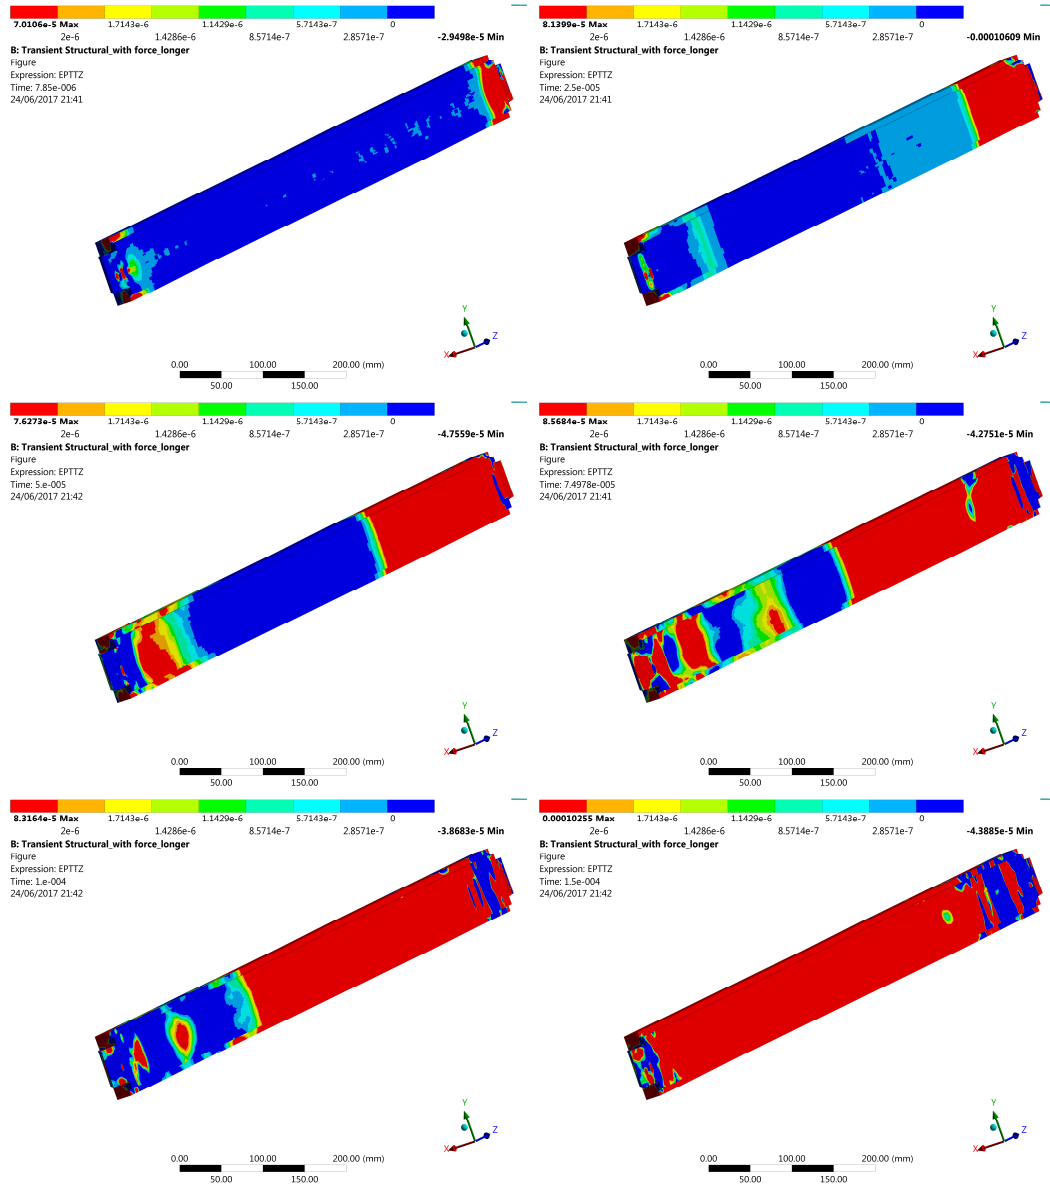 7.0106e-5 Max 1.7143e-6 1.1429e-6 5.7143e-7 0
2e-6 1.4286e-6 8.5714e-7 2.8571e-7 -2.9498e-5 Min
B: Transient Structural_with force_longer
Figure
Expression: EPTTZ
Time: 7.85e-006
24/06/2017 21:41
Y
Z
X
0.00 100.00 200.00 (mm)
50.00 150.00
8.1399e-5 Max 1.7143e-6 1.1429e-6 5.7143e-7 0
2e-6 1.4286e-6 8.5714e-7 2.8571e-7 -0.00010609 Min
B: Transient Structural_with force_longer
Figure
Expression: EPTTZ
Time: 2.5e-005
24/06/2017 21:41
Y
Z
X
0.00 100.00 200.00 (mm)
50.00 150.00
7.6273e-5 Max 1.7143e-6 1.1429e-6 5.7143e-7 0
2e-6 1.4286e-6 8.5714e-7 2.8571e-7 -4.7559e-5 Min
B: Transient Structural_with force_longer
Figure
Expression: EPTTZ
Time: 5.e-005
24/06/2017 21:42
Y
Z
X
0.00 100.00 200.00 (mm)
50.00 150.00
8.5684e-5 Max 1.7143e-6 1.1429e-6 5.7143e-7 0
2e-6 1.4286e-6 8.5714e-7 2.8571e-7 -4.2751e-5 Min
B: Transient Structural_with force_longer
Figure
Expression: EPTTZ
Time: 7.4978e-005
24/06/2017 21:41
Y
Z
X
0.00 100.00 200.00 (mm)
50.00 150.00
8.3164e-5 Max 1.7143e-6 1.1429e-6 5.7143e-7 0
2e-6 1.4286e-6 8.5714e-7 2.8571e-7 -3.8683e-5 Min
B: Transient Structural_with force_longer
Figure
Expression: EPTTZ
Time: 1.e-004
24/06/2017 21:42
Y
Z
X
0.00 100.00 200.00 (mm)
50.00 150.00
0.00010255 Max 1.7143e-6 1.1429e-6 5.7143e-7 0
2e-6 1.4286e-6 8.5714e-7 2.8571e-7 -4.3885e-5 Min
B: Transient Structural_with force_longer
Figure
Expression: EPTTZ
Time: 1.5e-004
24/06/2017 21:42
Y
Z
X
0.00 100.00 200.00 (mm)
50.00 150.00